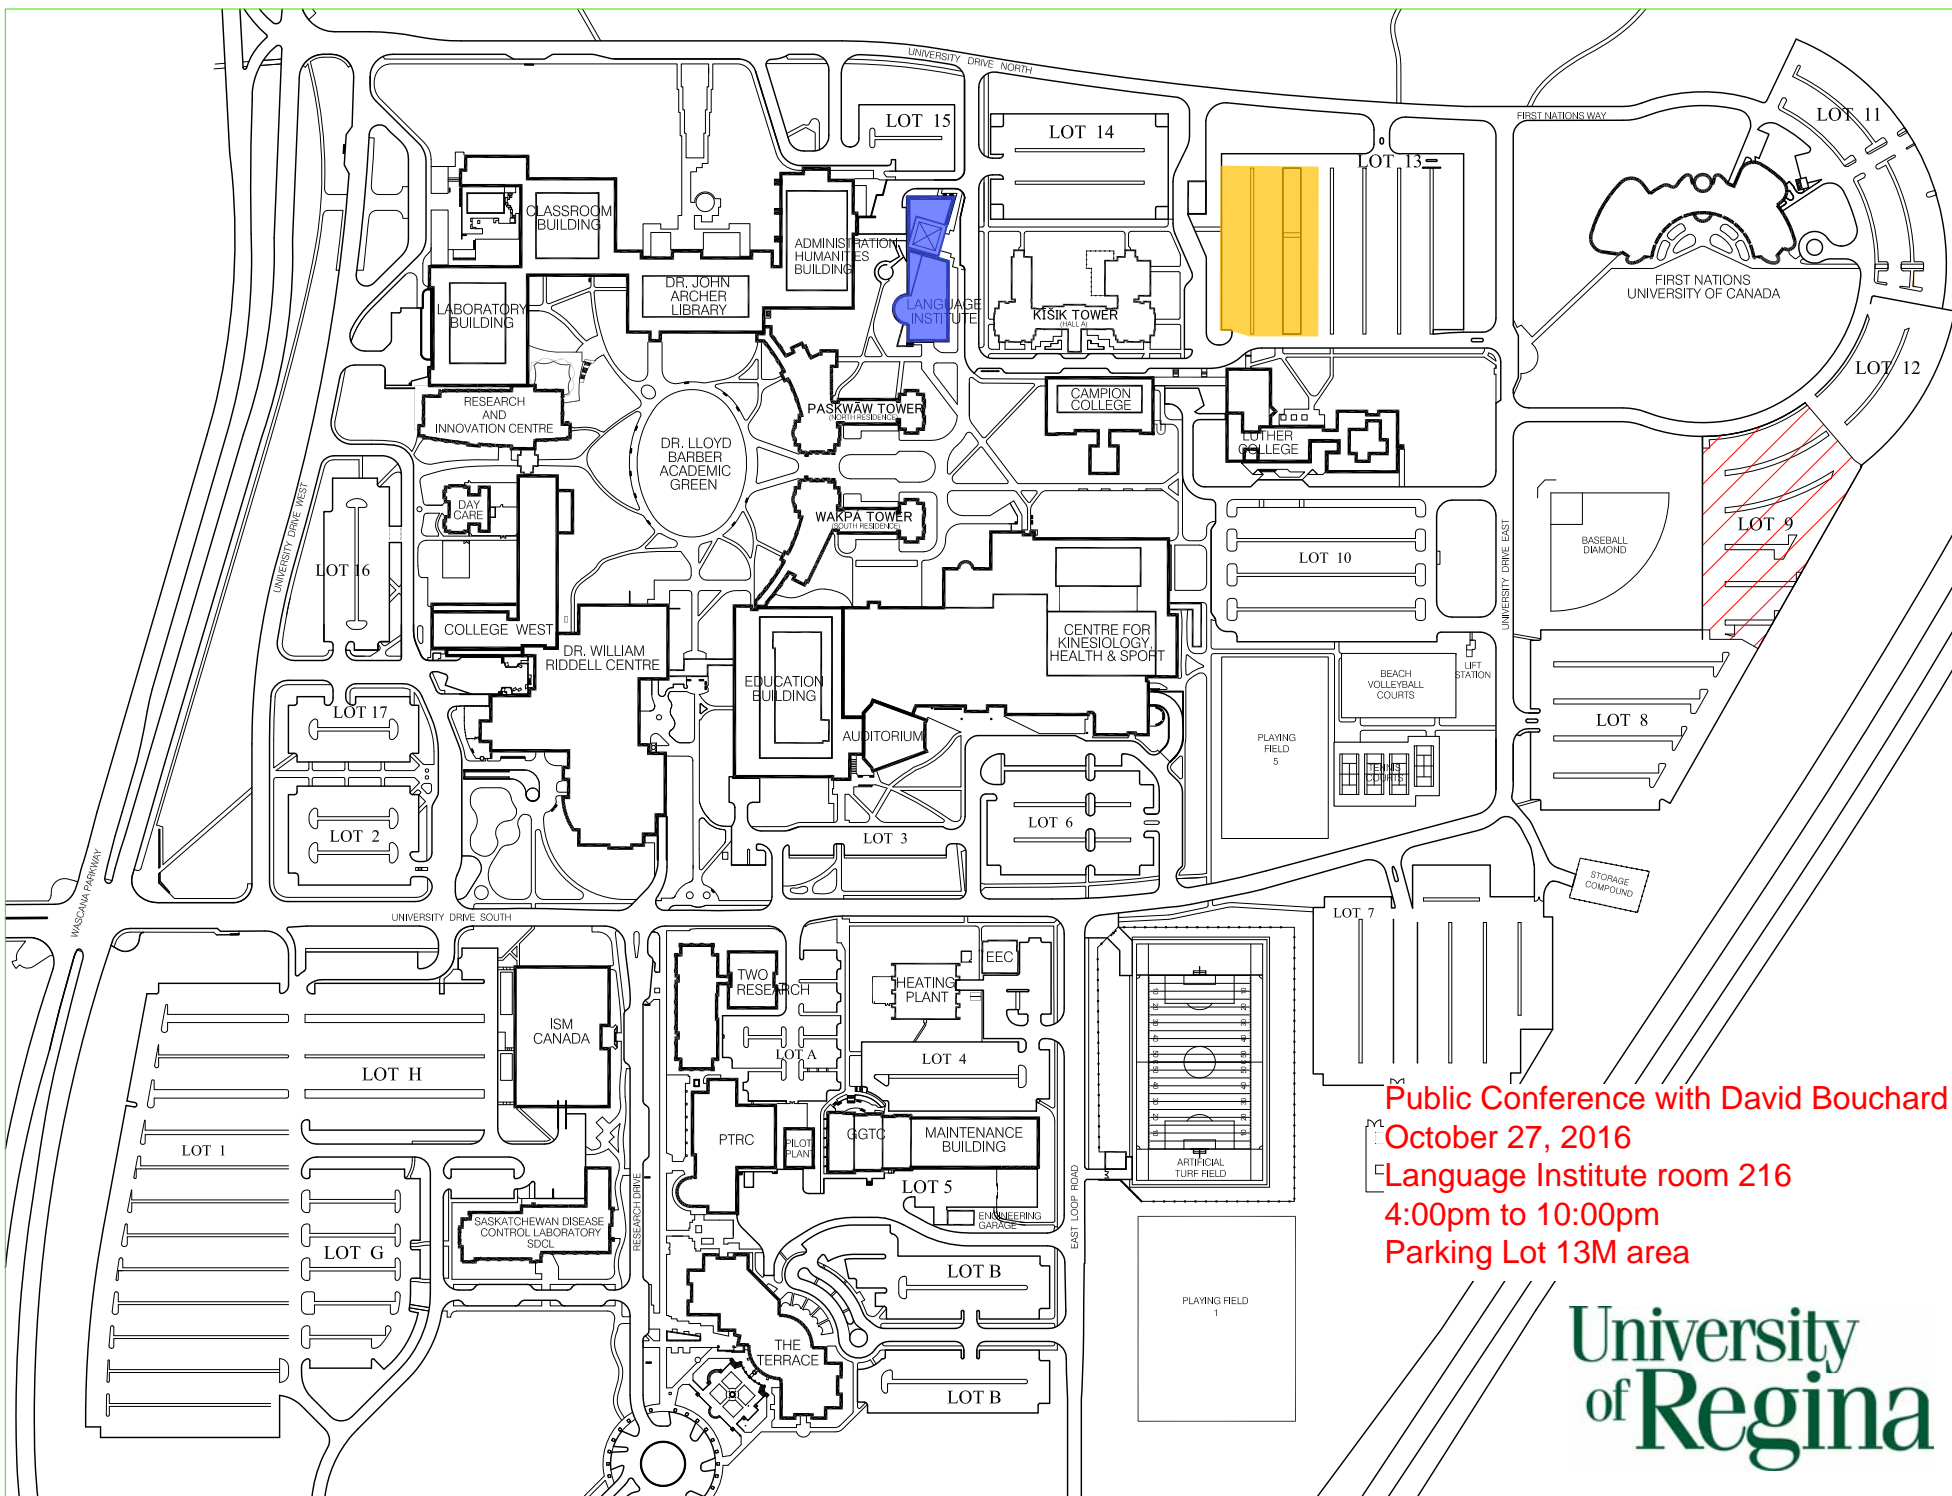 UNIVERSITY DRIVE NORTH
FIRST NATIONS WAY
LOT 11
LOT 15
LOT 14
LOT 13
CLASSROOM
BUILDING
ADMINISTRATION
HUMANITIES
BUILDING
DR. JOHN
ARCHER
LIBRARY
LABORATORY
BUILDING
LANGUAGE
INSTITUTE
KĪŠIK TOWER
(HALL A)
FIRST NATIONS
UNIVERSITY OF CANADA
LOT 12
RESEARCH
AND
INNOVATION CENTRE
PASKWĀW TOWER
(NORTH RESIDENCE)
CAMPION
COLLEGE
LUTHER
COLLEGE
DR. LLOYD
BARBER
ACADEMIC
GREEN
DAY
CARE
WAKPÁ TOWER
(SOUTH RESIDENCE)
UNIVERSITY DRIVE WEST
LOT 16
LOT 10
UNIVERSITY DRIVE EAST
BASEBALL
DIAMOND
LOT 9
COLLEGE WEST
DR. WILLIAM
RIDDELL CENTRE
CENTRE FOR
KINESIOLOGY,
HEALTH & SPORT
EDUCATION
BUILDING
AUDITORIUM
BEACH
VOLLEYBALL
COURTS
LIFT
STATION
LOT 17
LOT 8
PLAYING
FIELD
5
TENNIS
COURTS
LOT 2
LOT 3
LOT 6
WASCANA PARKWAY
STORAGE
COMPOUND
UNIVERSITY DRIVE SOUTH
LOT 7
TWO
RESEARCH
HEATING
PLANT
EEC
ISM
CANADA
LOT A
LOT 4
LOT H
LOT 1
PTRC
PILOT
PLANT
GGTC
MAINTENANCE
BUILDING
ARTIFICIAL
TURF FIELD
LOT 5
ENGINEERING
GARAGE
RESEARCH DRIVE
EAST LOOP ROAD
SASKATCHEWAN DISEASE
CONTROL LABORATORY
SDCL
LOT G
LOT B
THE
TERRACE
LOT B
PLAYING FIELD
1
Public Conference with David Bouchard
October 27, 2016
Language Institute room 216
4:00pm to 10:00pm
Parking Lot 13M area
University
of Regina